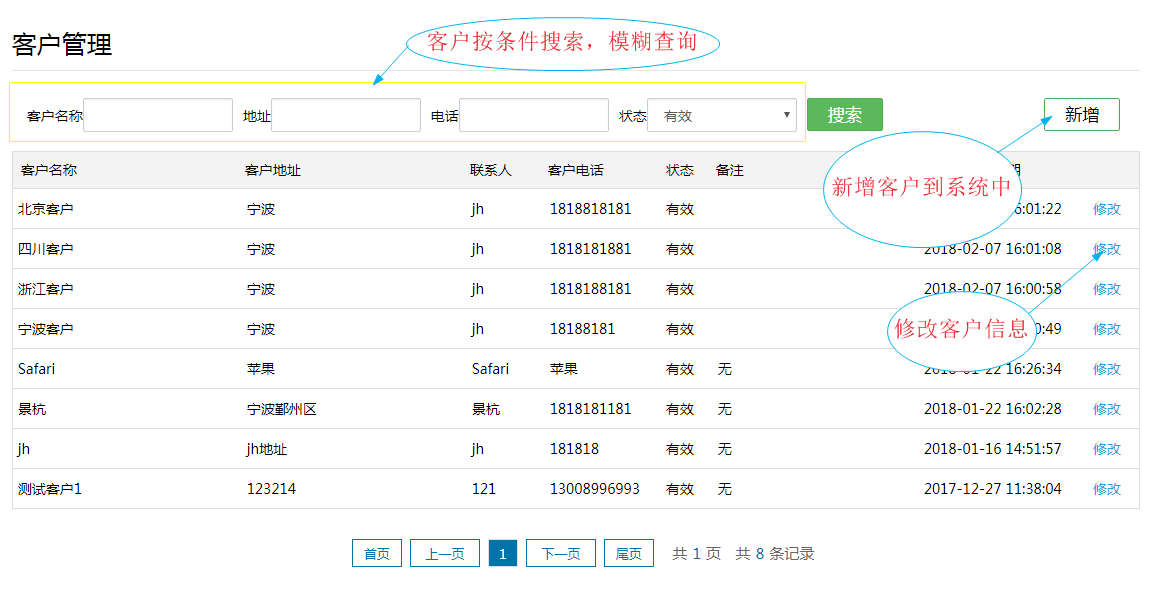 客户管理
客户按条件搜索，模糊查询
客户名称 地址 电话 状态 有效 搜索 新增
客户名称 客户地址 联系人 客户电话 状态 备注
新增客户到系统中
北京客户 宁波 jh 1818818181 有效 6:01:22 修改
四川客户 宁波 jh 1818181881 有效 2018-02-07 16:01:08 修改
浙江客户 宁波 jh 1818188181 有效 2018-02-07 16:00:58 修改
宁波客户 宁波 jh 18188181 有效 0:49 修改
修改客户信息
Safari 苹果 Safari 苹果 有效 无 2018-01-22 16:26:34 修改
景杭 宁波鄞州区 景杭 1818181181 有效 无 2018-01-22 16:02:28 修改
jh jh地址 jh 181818 有效 无 2018-01-16 14:51:57 修改
测试客户1 123214 121 13008996993 有效 无 2017-12-27 11:38:04 修改
首页 上一页 1 下一页 尾页 共 1 页 共 8 条记录